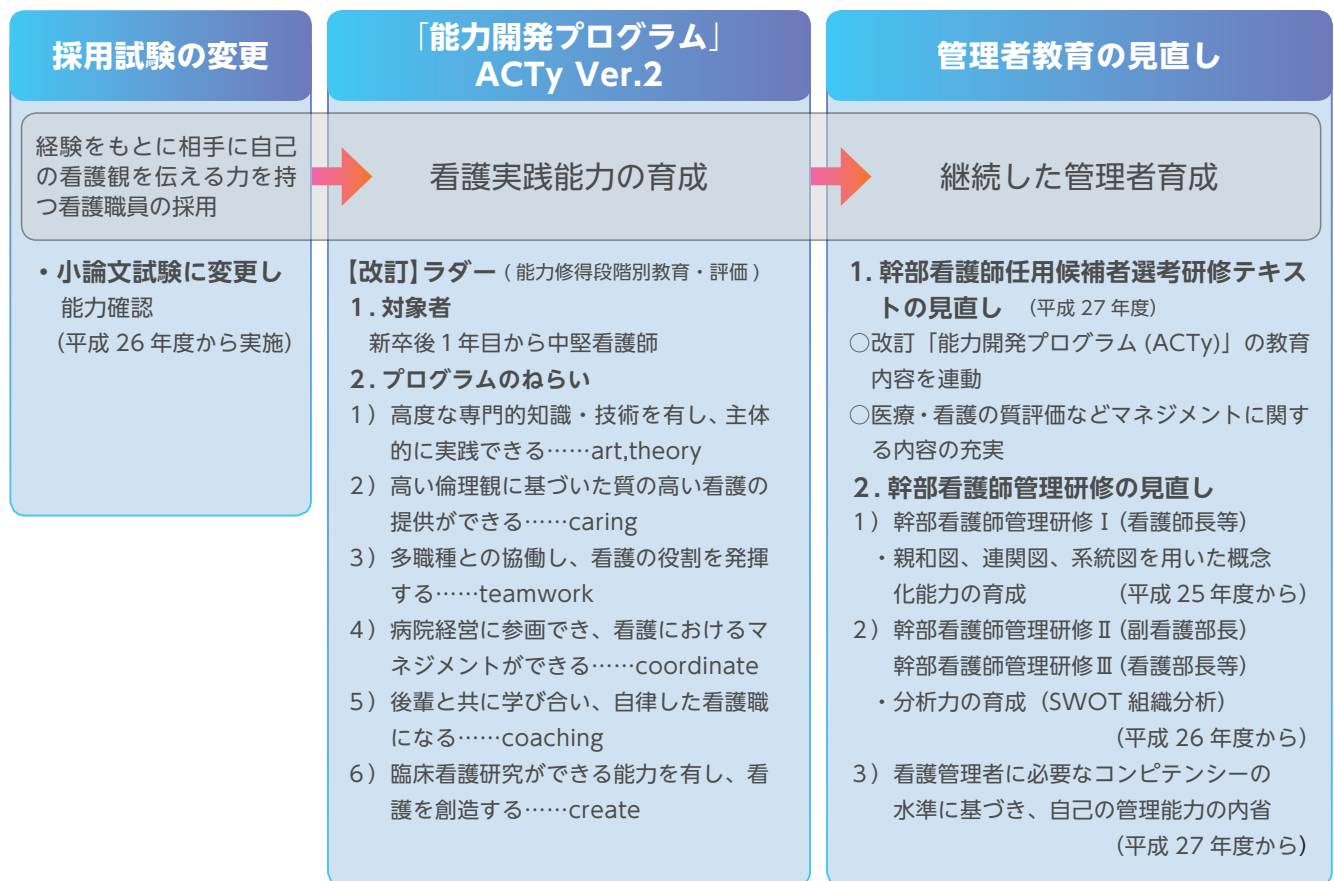 採用試験の変更
経験をもとに相手に自己
の看護観を伝える力を持
つ看護職員の採用
・小論文試験に変更し
能力確認
(平成 26 年度から実施)
「能力開発プログラム」
ACTy Ver.2
看護実践能力の育成
【改訂】ラダー ( 能力修得段階別教育・評価 )
1. 対象者
新卒後 1 年目から中堅看護師
2. プログラムのねらい
1）高度な専門的知識・技術を有し、主体
的に実践できる……art,theory
2）高い倫理観に基づいた質の高い看護の
提供ができる……caring
3）多職種との協働し、看護の役割を発揮
する……teamwork
4）病院経営に参画でき、看護におけるマ
ネジメントができる……coordinate
5）後輩と共に学び合い、自律した看護職
になる……coaching
6）臨床看護研究ができる能力を有し、看
護を創造する……create
管理者教育の見直し
継続した管理者育成
1. 幹部看護師任用候補者選考研修テキス
トの見直し (平成 27 年度)
○改訂「能力開発プログラム (ACTy)」の教育
内容を連動
○医療・看護の質評価などマネジメントに関す
る内容の充実
2. 幹部看護師管理研修の見直し
1）幹部看護師管理研修Ⅰ(看護師長等)
・親和図、連関図、系統図を用いた概念
化能力の育成 (平成 25 年度から)
2）幹部看護師管理研修Ⅱ(副看護部長)
幹部看護師管理研修Ⅲ(看護部長等)
・分析力の育成（SWOT 組織分析）
(平成 26 年度から)
3）看護管理者に必要なコンピテンシーの
水準に基づき、自己の管理能力の内省
(平成 27 年度から)